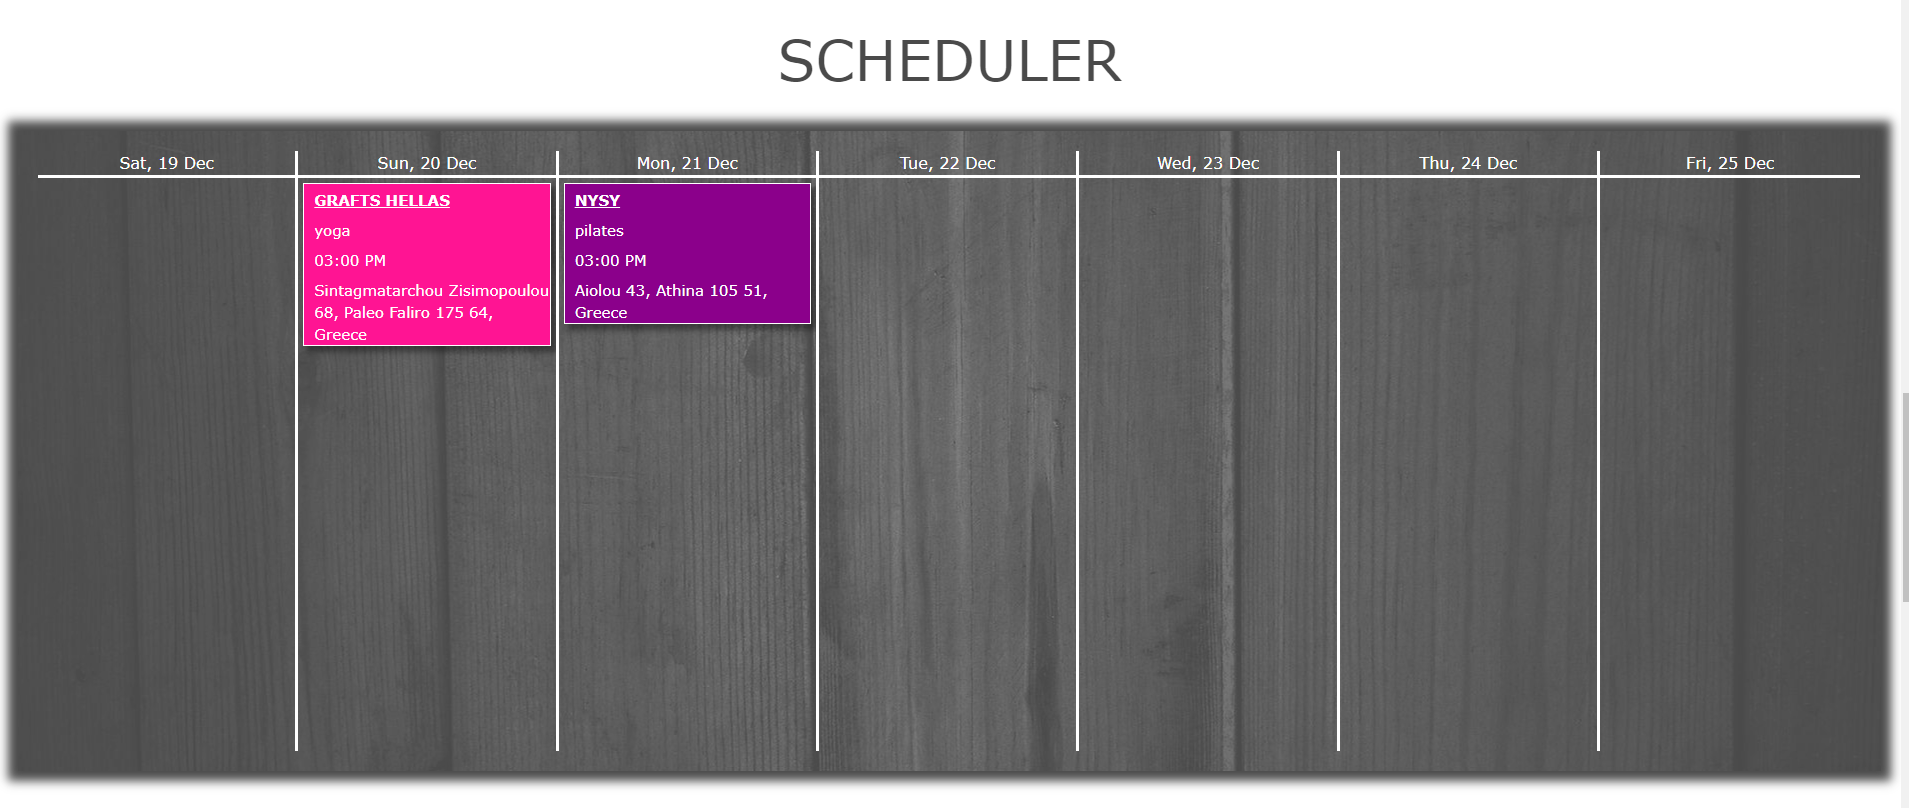 SCHEDULER
Sat, 19 Dec
Sun, 20 Dec
Mon, 21 Dec
Tue, 22 Dec
Wed, 23 Dec
Thu, 24 Dec
Fri, 25 Dec
GRAFTS HELLAS
yoga
03:00 PM
Sintagmatarchou Zisimopoulou
68, Paleo Faliro 175 64,
Greece
NYSY
pilates
03:00 PM
Aiolou 43, Athina 105 51,
Greece